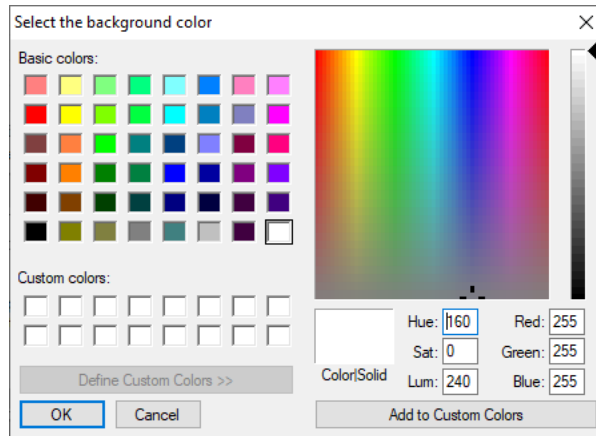 Select the background color
Basic colors:
Custom colors:
Define Custom Colors >>
OK Cancel
Color|Solid
Hue: 160 Red: 255
Sat: 0 Green: 255
Lum: 240 Blue: 255
Add to Custom Colors